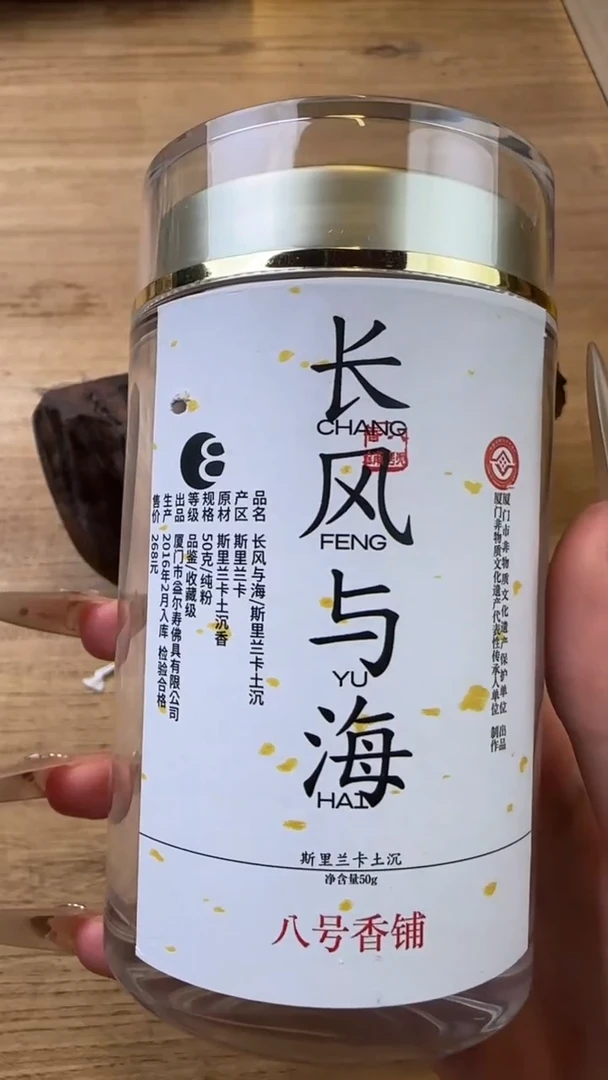 长风与海
CHANG
FENG
YU
HAI
品名 长风与海/斯里兰卡土沉
产区 斯里兰卡
原材 斯里兰卡土沉香
规格 50克/纯粉
等级 品鉴/收藏级
出品 厦门市益尔寿佛具有限公司
生产 2016年2月入库 检验合格
售价 268元
厦门市非物质文化遗产保护单位 出品
厦门非物质文化遗产代表性传承人单位 制作
斯里兰卡土沉
净含量50g
八号香铺